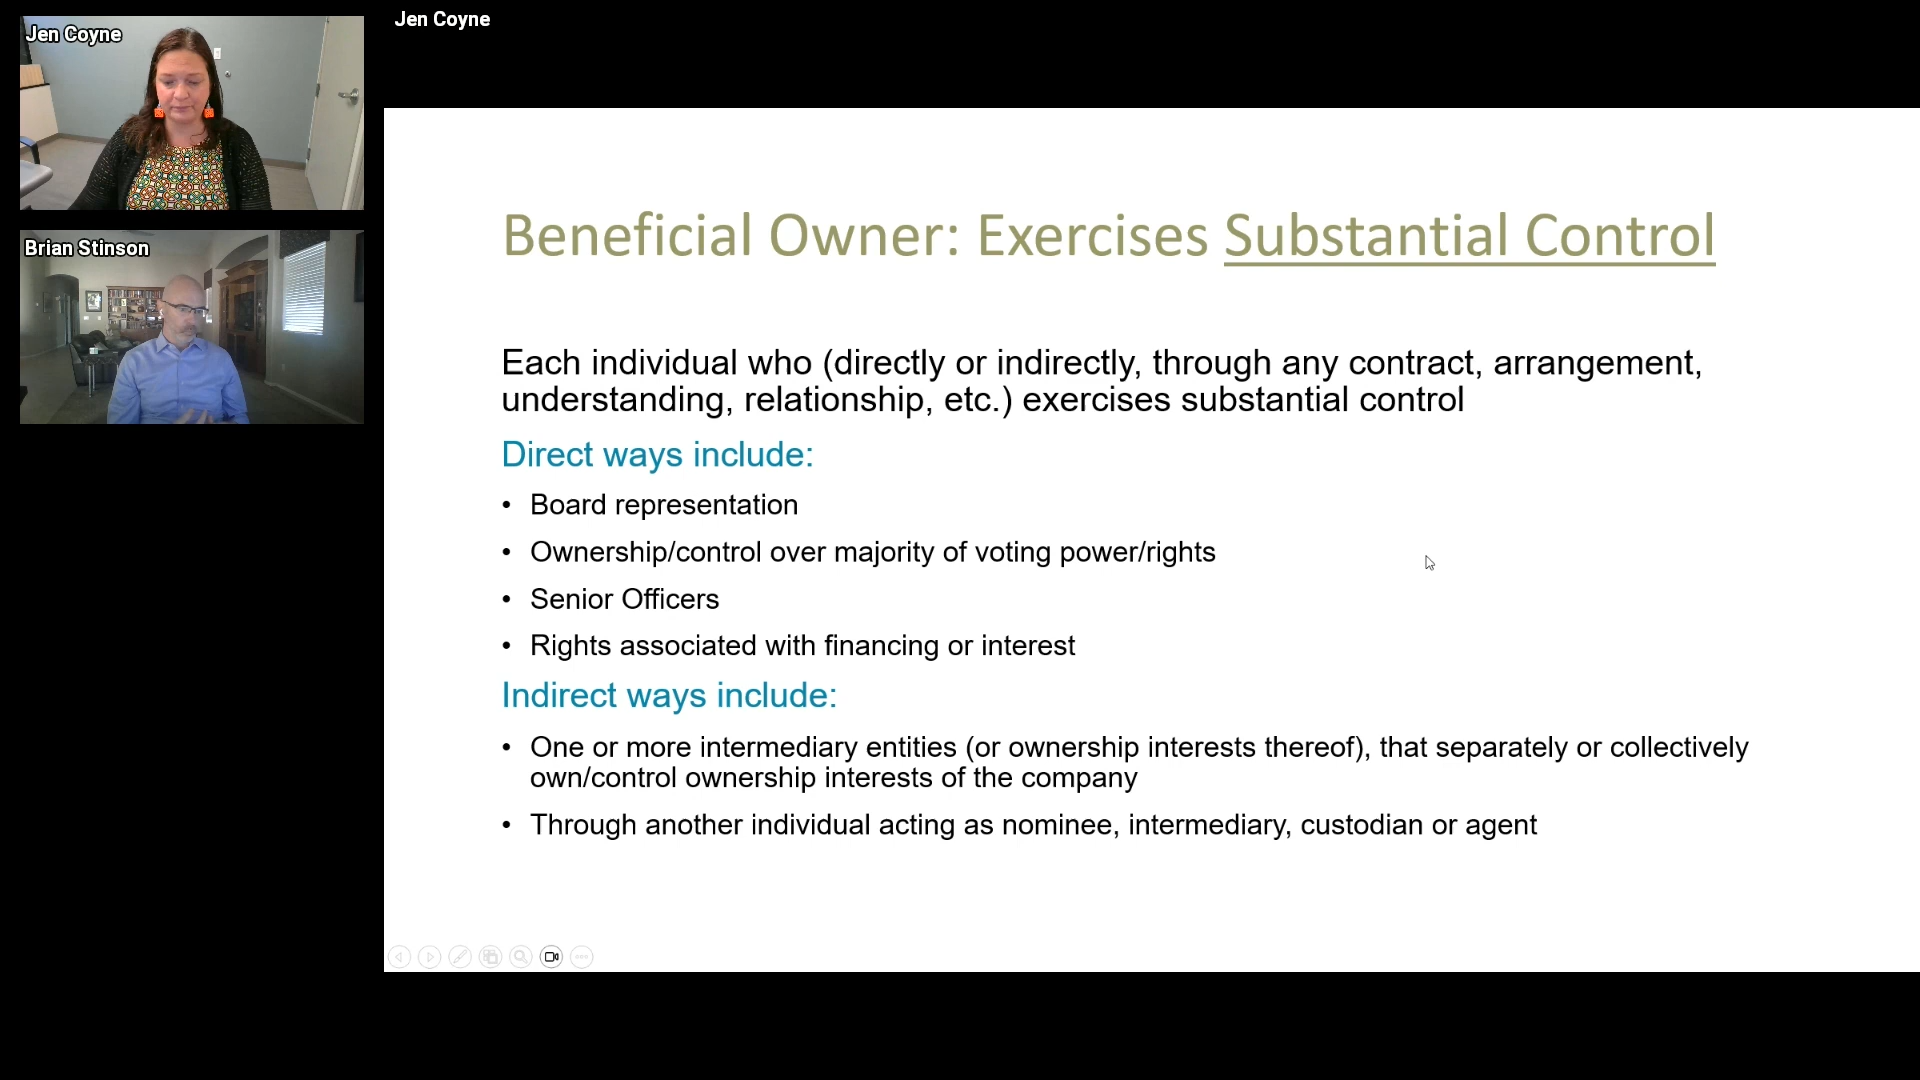 Jen Coyne
Jen Coyne
Brian Stinson
Beneficial Owner: Exercises Substantial Control
Each individual who (directly or indirectly, through any contract, arrangement,
understanding, relationship, etc.) exercises substantial control
Direct ways include:
• Board representation
• Ownership/control over majority of voting power/rights
• Senior Officers
• Rights associated with financing or interest
Indirect ways include:
• One or more intermediary entities (or ownership interests thereof), that separately or collectively
own/control ownership interests of the company
• Through another individual acting as nominee, intermediary, custodian or agent